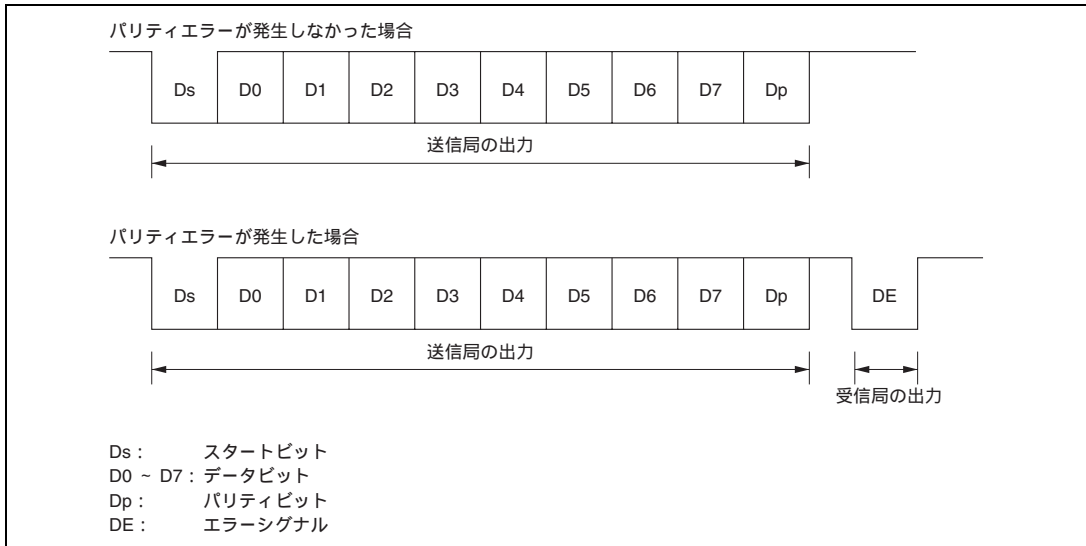 パリティエラーが発生しなかった場合
Ds D0 D1 D2 D3 D4 D5 D6 D7 Dp
送信局の出力
パリティエラーが発生した場合
Ds D0 D1 D2 D3 D4 D5 D6 D7 Dp DE
送信局の出力
受信局の出力
Ds : スタートビット
D0 ~ D7 : データビット
Dp : パリティビット
DE : エラーシグナル